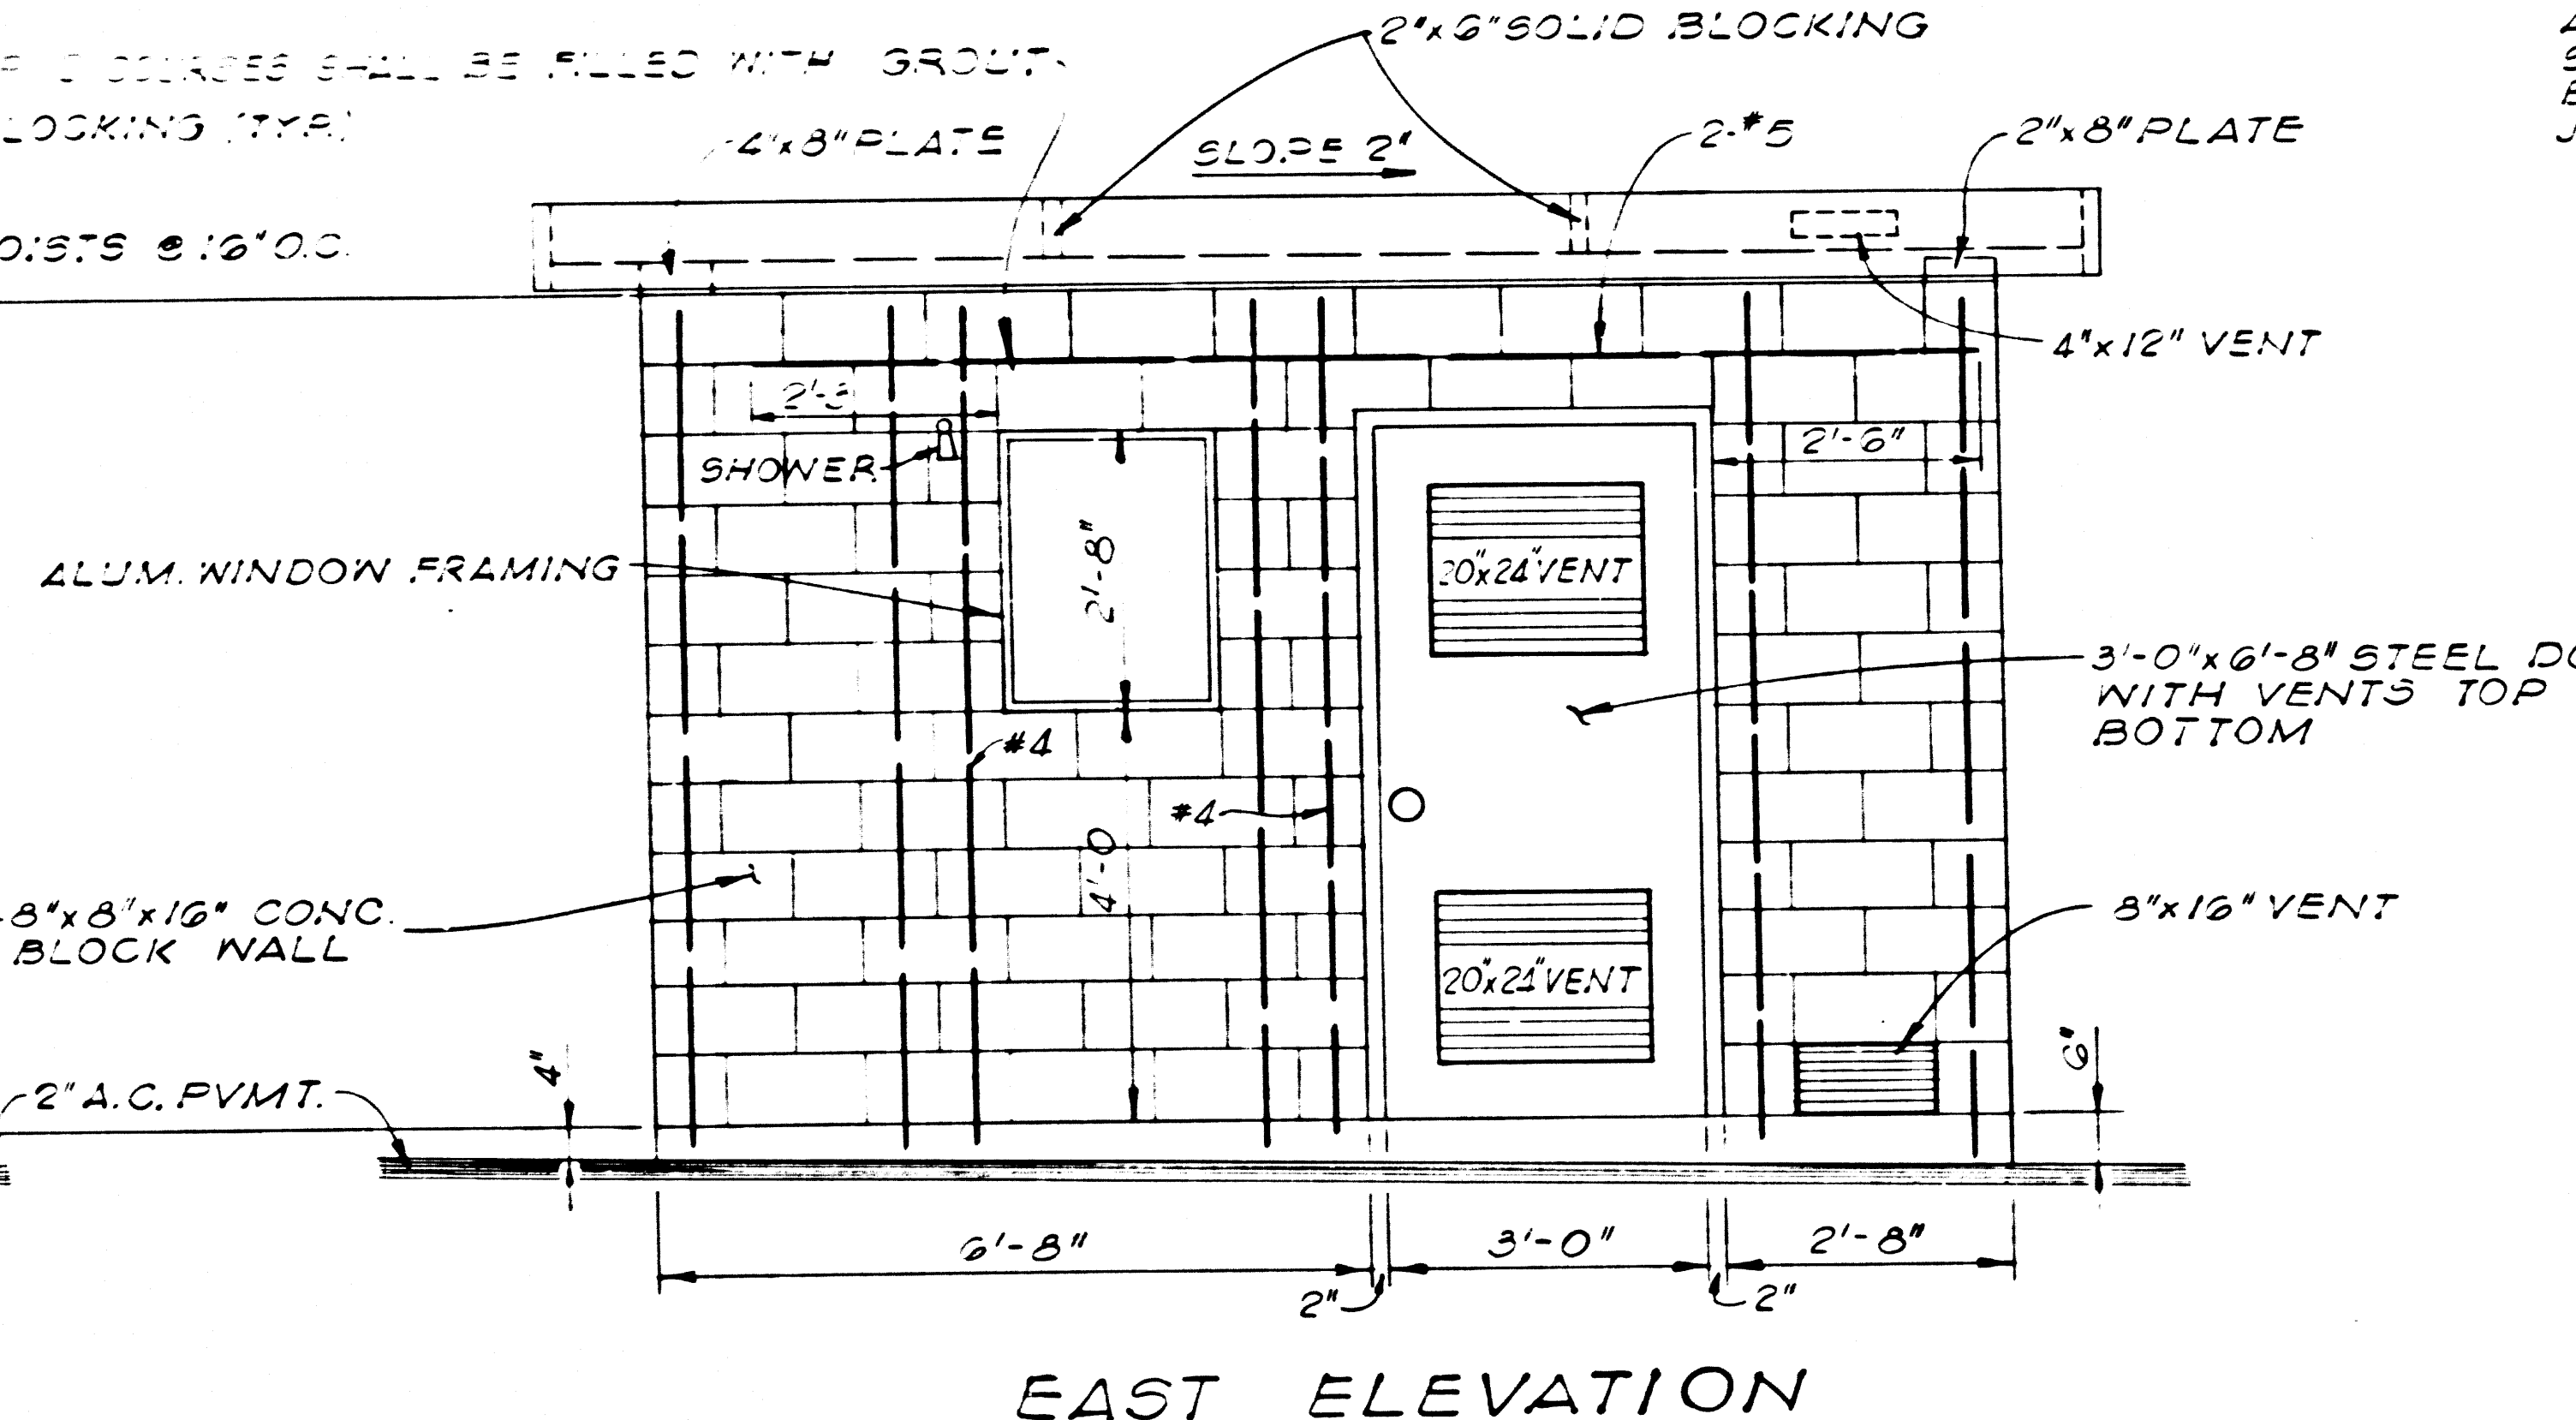 2"x6" SOLID BLOCKING
COURSES SHALL BE FILLED WITH GROUT
LOCKING (TYP.)
4"x8" PLATE
SLOPE 2"
2-#5
2"x8" PLATE
OISTS @ 16" O.C.
4"x12" VENT
2'-3
SHOWER
2'-6"
2'-8"
ALUM. WINDOW FRAMING
20"x24" VENT
3'-0"x6'-8" STEEL DO
WITH VENTS TOP
BOTTOM
#4
#4
4'-0
8"x8"x16" CONC.
BLOCK WALL
8"x16" VENT
20"x24" VENT
4"
6"
2" A.C. PVMT.
6'-8"
3'-0"
2'-8"
2"
2"
EAST ELEVATION